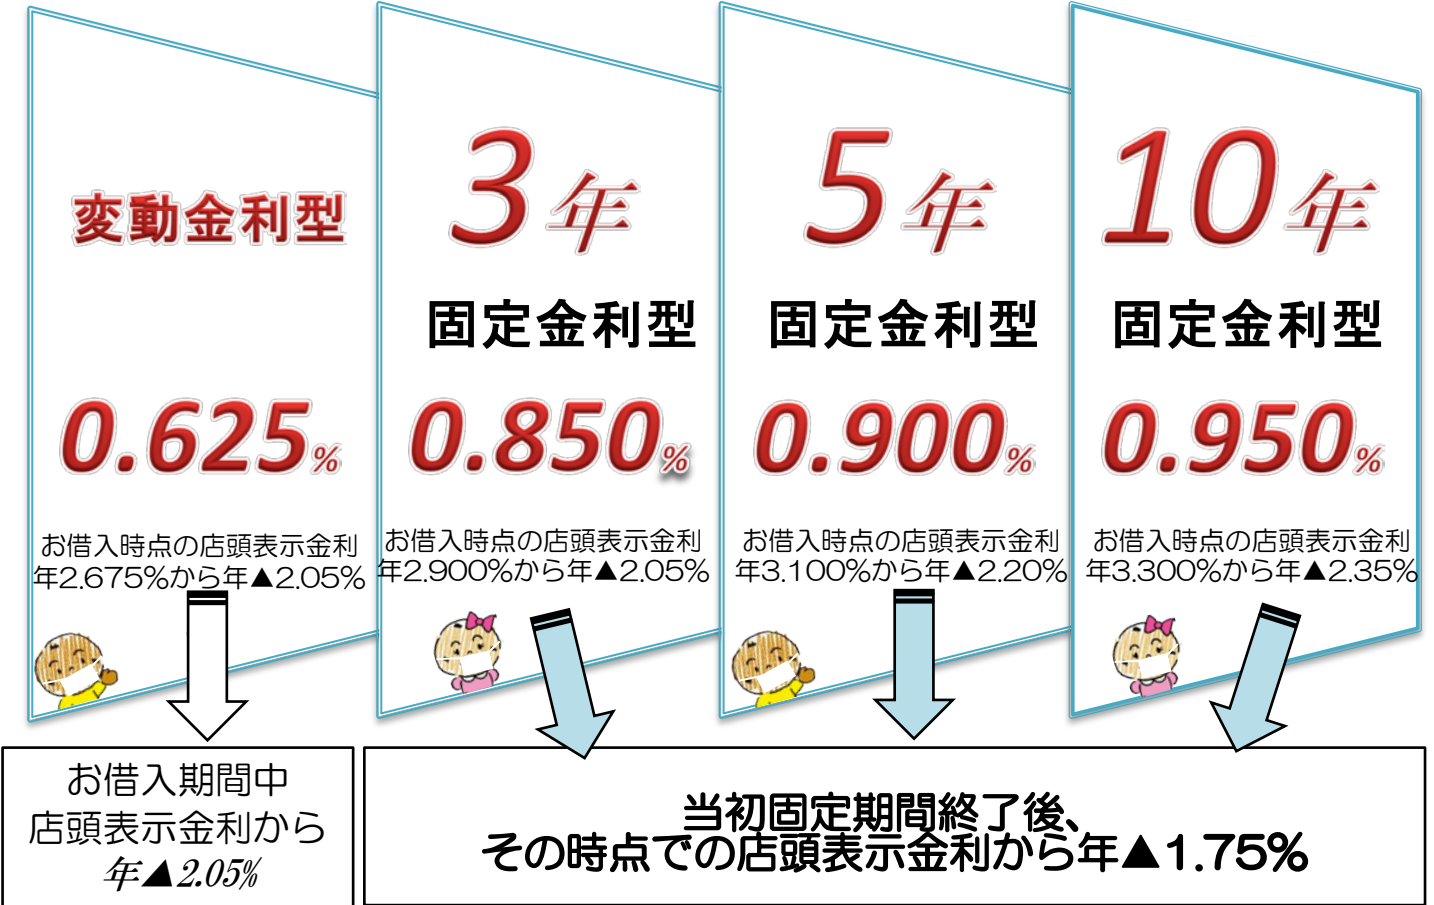 変動金利型
0.625%
お借入時点の店頭表示金利
年2.675%から年▲2.05%
お借入期間中
店頭表示金利から
年▲2.05%
3年
固定金利型
0.850%
お借入時点の店頭表示金利
年2.900%から年▲2.05%
5年
固定金利型
0.900%
お借入時点の店頭表示金利
年3.100%から年▲2.20%
10年
固定金利型
0.950%
お借入時点の店頭表示金利
年3.300%から年▲2.35%
当初固定期間終了後、
その時点での店頭表示金利から年▲1.75%